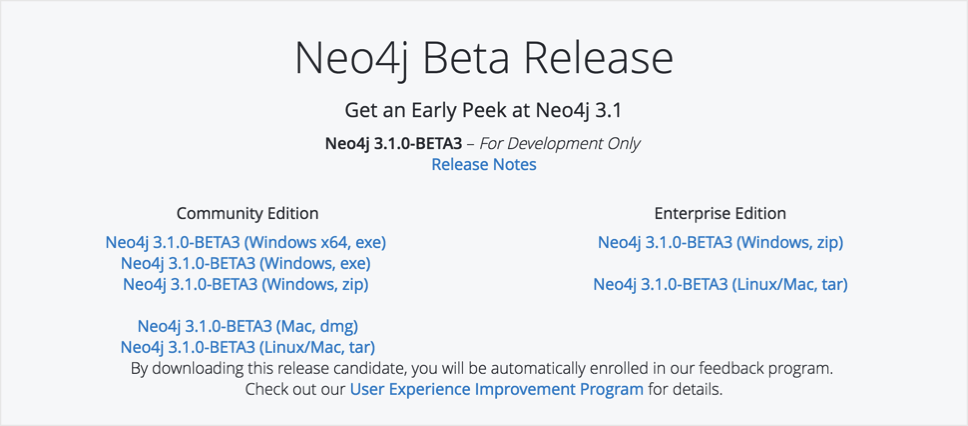 Neo4j Beta Release
Get an Early Peek at Neo4j 3.1
Neo4j 3.1.0-BETA3 – For Development Only
Release Notes
Community Edition
Neo4j 3.1.0-BETA3 (Windows x64, exe)
Neo4j 3.1.0-BETA3 (Windows, exe)
Neo4j 3.1.0-BETA3 (Windows, zip)
Neo4j 3.1.0-BETA3 (Mac, dmg)
Neo4j 3.1.0-BETA3 (Linux/Mac, tar)
Enterprise Edition
Neo4j 3.1.0-BETA3 (Windows, zip)
Neo4j 3.1.0-BETA3 (Linux/Mac, tar)
By downloading this release candidate, you will be automatically enrolled in our feedback program.
Check out our User Experience Improvement Program for details.